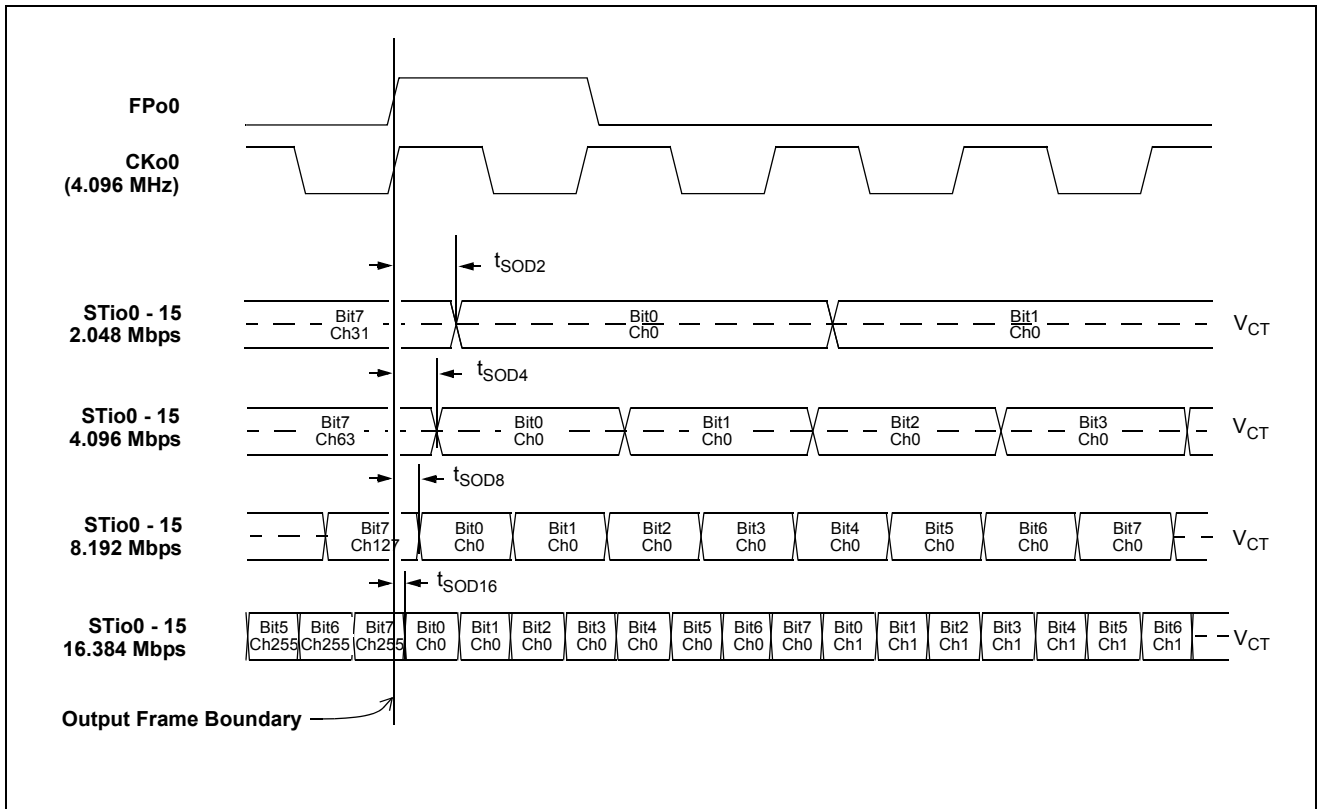 FPo0
CKo0
(4.096 MHz)
tSOD2
STio0 - 15
2.048 Mbps
Bit7
Ch31
Bit0
Ch0
Bit1
Ch0
VCT
tSOD4
STio0 - 15
4.096 Mbps
Bit7
Ch63
Bit0
Ch0
Bit1
Ch0
Bit2
Ch0
Bit3
Ch0
VCT
tSOD8
STio0 - 15
8.192 Mbps
Bit7
Ch127
Bit0
Ch0
Bit1
Ch0
Bit2
Ch0
Bit3
Ch0
Bit4
Ch0
Bit5
Ch0
Bit6
Ch0
Bit7
Ch0
VCT
tSOD16
STio0 - 15
16.384 Mbps
Bit5
Ch255
Bit6
Ch255
Bit7
Ch255
Bit0
Ch0
Bit1
Ch0
Bit2
Ch0
Bit3
Ch0
Bit4
Ch0
Bit5
Ch0
Bit6
Ch0
Bit7
Ch0
Bit0
Ch1
Bit1
Ch1
Bit2
Ch1
Bit3
Ch1
Bit4
Ch1
Bit5
Ch1
Bit6
Ch1
VCT
Output Frame Boundary